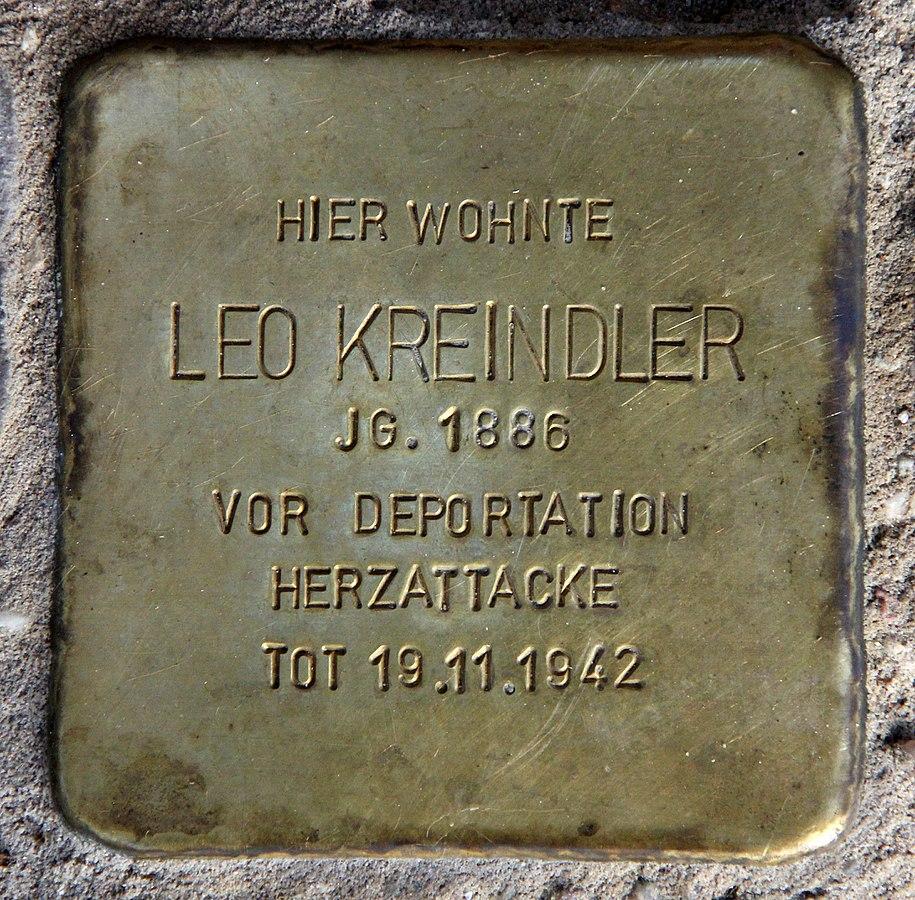 HIER WOHNTE
LEO KREINDLER
JG. 1886
VOR DEPORTATION
HERZATTACKE
TOT 19.11.1942